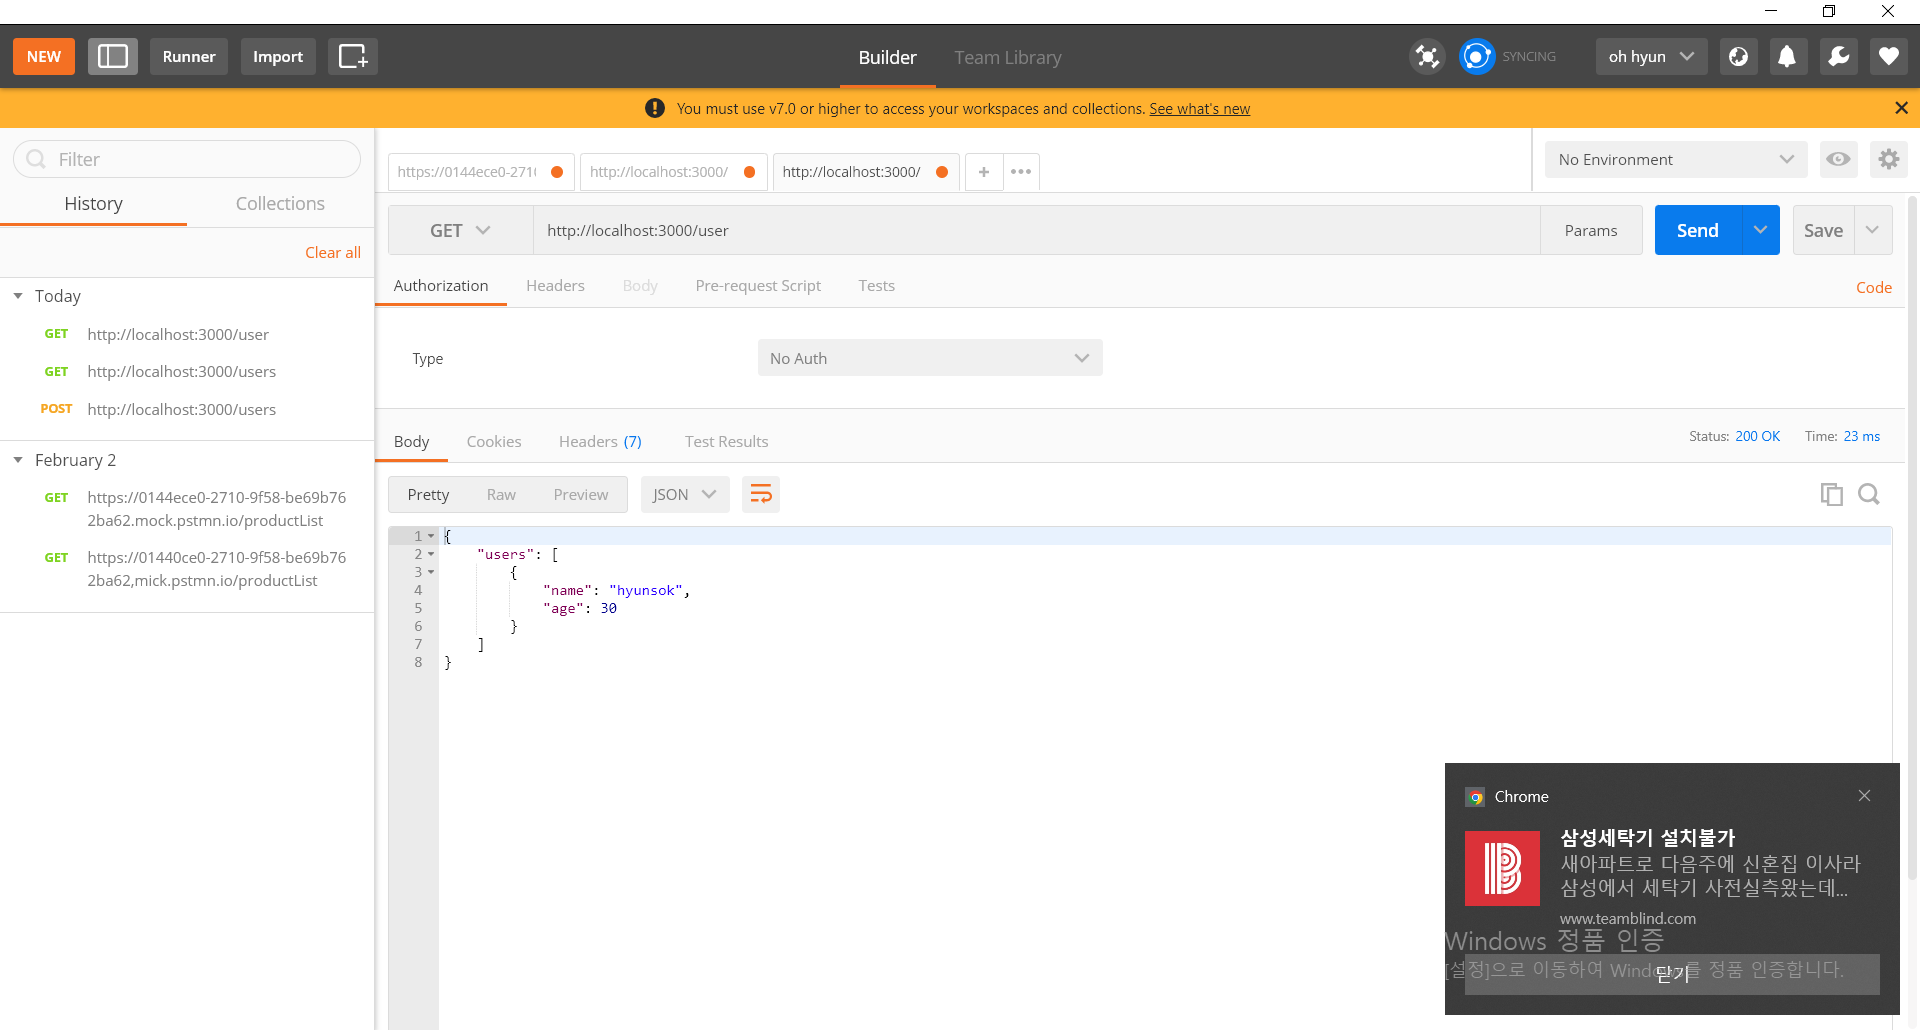 NEW
Runner
Import
Builder
Team Library
SYNCING
oh hyun
You must use v7.0 or higher to access your workspaces and collections. See what's new
Filter
History
Collections
Clear all
Today
GET http://localhost:3000/user
GET http://localhost:3000/users
POST http://localhost:3000/users
February 2
GET https://0144ece0-2710-9f58-be69b76
2ba62.mock.pstmn.io/productList
GET https://01440ce0-2710-9f58-be69b76
2ba62,mick.pstmn.io/productList
https://0144ece0-271
http://localhost:3000/
http://localhost:3000/
No Environment
GET
http://localhost:3000/user
Params
Send
Save
Authorization
Headers
Body
Pre-request Script
Tests
Code
Type
No Auth
Body
Cookies
Headers (7)
Test Results
Status: 200 OK
Time: 23 ms
Pretty
Raw
Preview
JSON
1 {
2 "users": [
3 {
4 "name": "hyunsok",
5 "age": 30
6 }
7 ]
8 }
Chrome
삼성세탁기 설치불가
새아파트로 다음주에 신혼집 이사라
삼성에서 세탁기 사전실측왔는데...
www.teamblind.com
Windows 정품 인증
[설정]으로 이동하여 Windows를 정품 인증합니다.
닫기